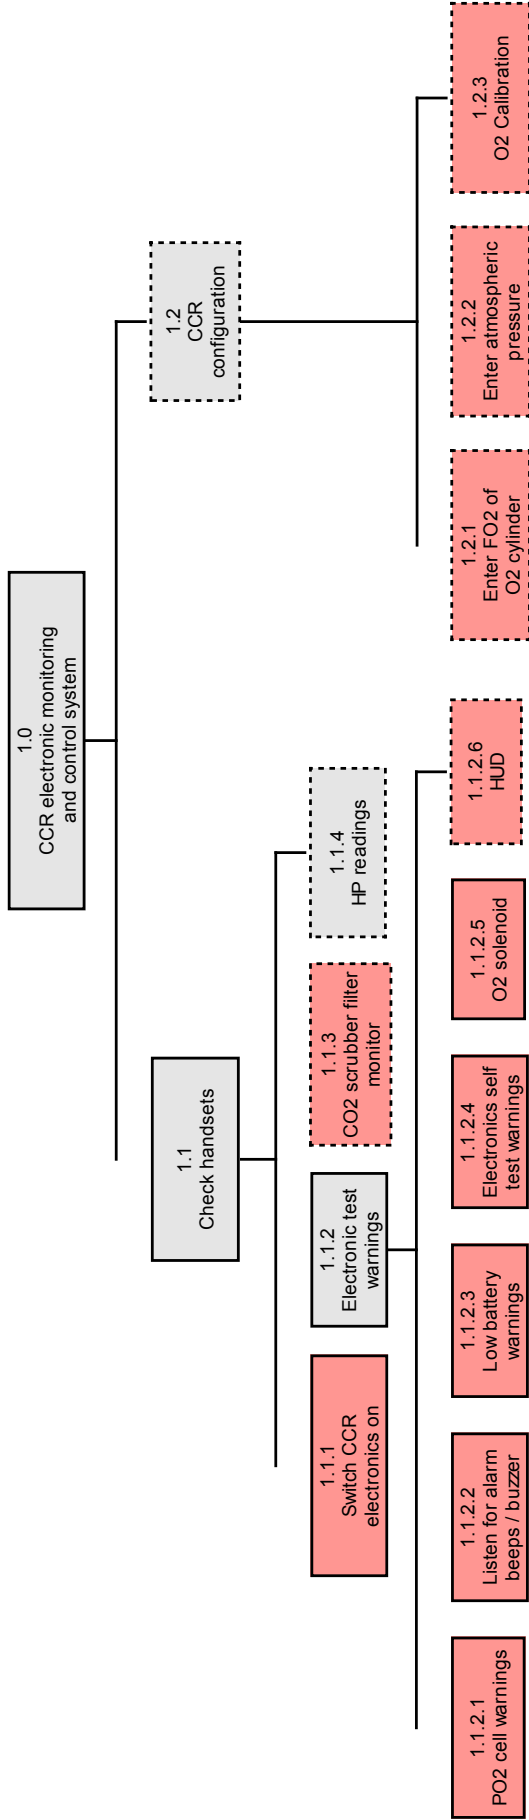 1.0
CCR electronic monitoring
and control system
1.1
Check handsets
1.2
CCR
configuration
1.1.1
Switch CCR
electronics on
1.1.2
Electronic test
warnings
1.1.3
CO2 scrubber filter
monitor
1.1.4
HP readings
1.1.2.1
PO2 cell warnings
1.1.2.2
Listen for alarm
beeps / buzzer
1.1.2.3
Low battery
warnings
1.1.2.4
Electronics self
test warnings
1.1.2.5
O2 solenoid
1.1.2.6
HUD
1.2.1
Enter FO2 of
O2 cylinder
1.2.2
Enter atmospheric
pressure
1.2.3
O2 Calibration